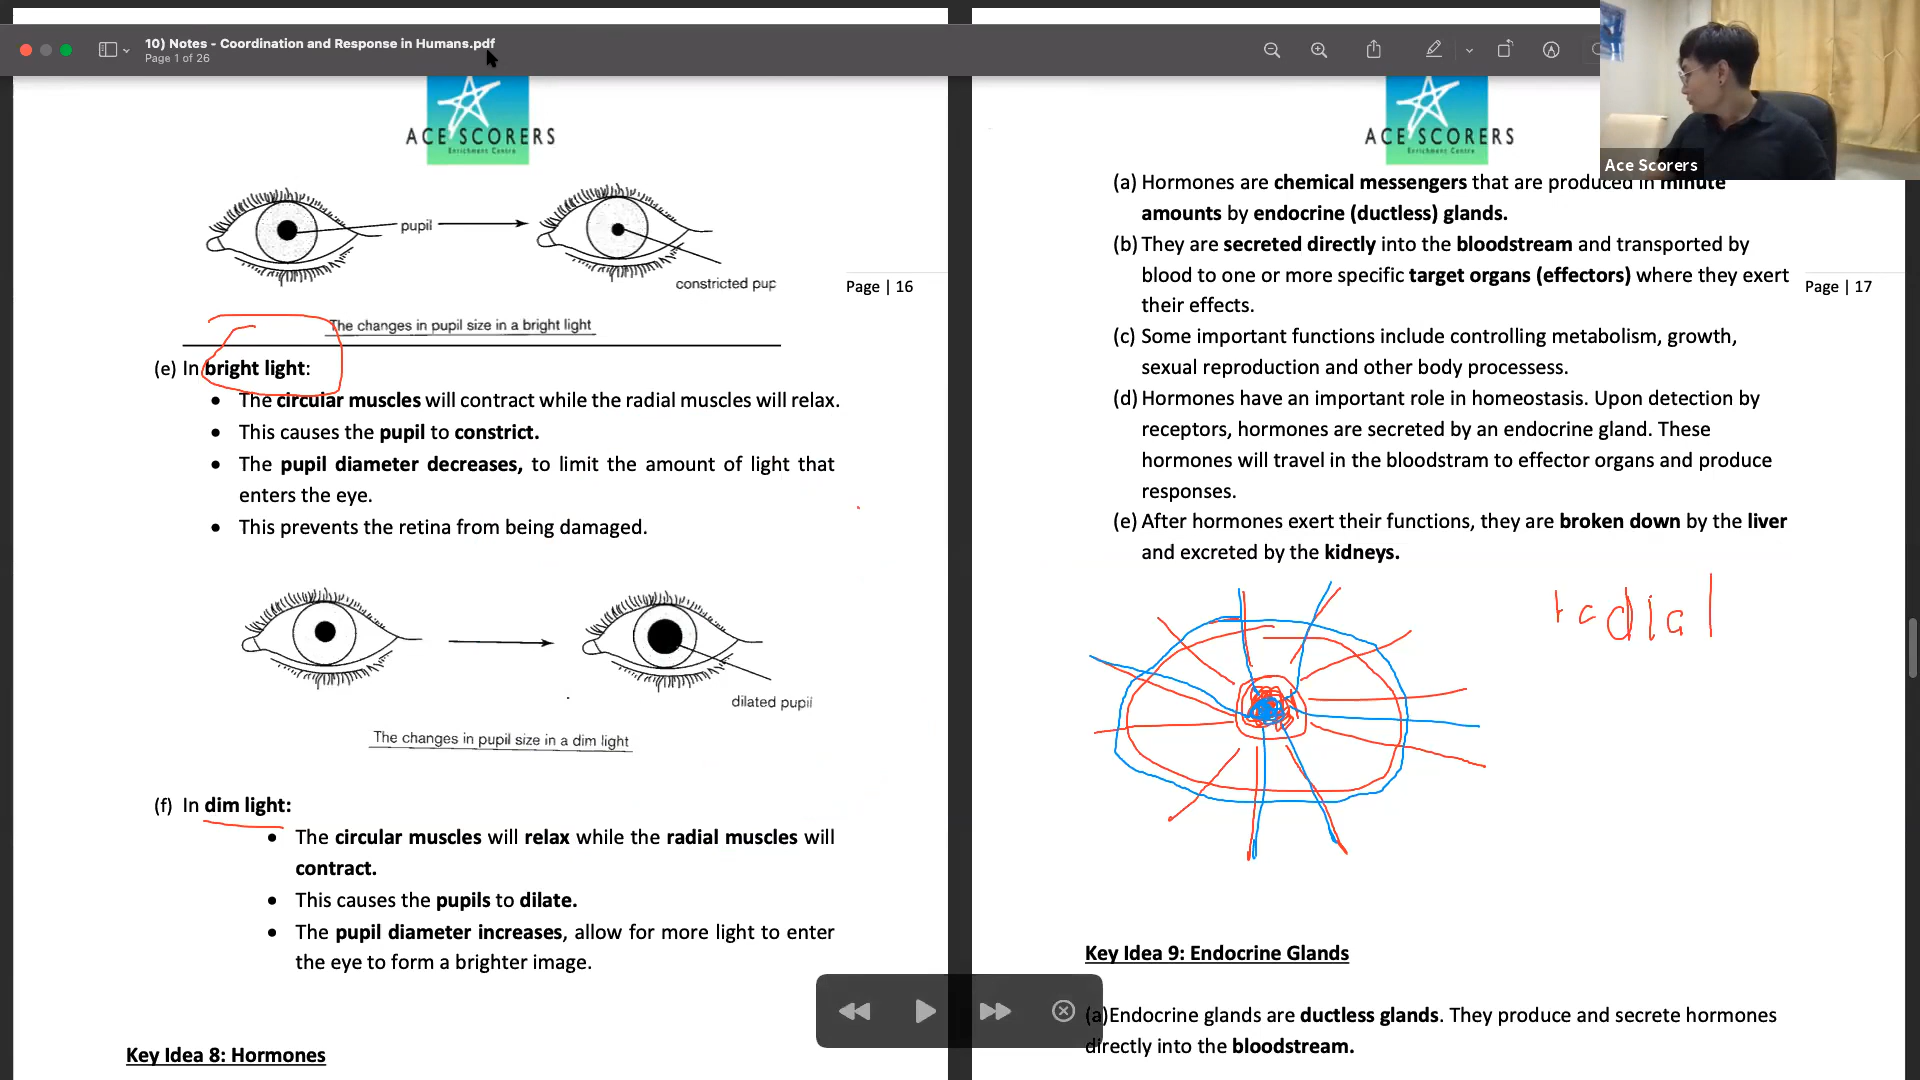 10) Notes - Coordination and Response in Humans.pdf
Page 1 of 26
ACE SCORERS
Enrichment Centre
pupil
constricted pup
Page | 16
The changes in pupil size in a bright light
(e) In bright light:
• The circular muscles will contract while the radial muscles will relax.
• This causes the pupil to constrict.
• The pupil diameter decreases, to limit the amount of light that
enters the eye.
• This prevents the retina from being damaged.
dilated pupil
The changes in pupil size in a dim light
(f) In dim light:
• The circular muscles will relax while the radial muscles will
contract.
• This causes the pupils to dilate.
• The pupil diameter increases, allow for more light to enter
the eye to form a brighter image.
Key Idea 8: Hormones
ACE SCORERS
Enrichment Centre
Ace Scorers
(a) Hormones are chemical messengers that are produced in minute
amounts by endocrine (ductless) glands.
(b) They are secreted directly into the bloodstream and transported by
blood to one or more specific target organs (effectors) where they exert
their effects.
Page | 17
(c) Some important functions include controlling metabolism, growth,
sexual reproduction and other body processess.
(d) Hormones have an important role in homeostasis. Upon detection by
receptors, hormones are secreted by an endocrine gland. These
hormones will travel in the bloodstram to effector organs and produce
responses.
(e) After hormones exert their functions, they are broken down by the liver
and excreted by the kidneys.
radial
Key Idea 9: Endocrine Glands
(a)Endocrine glands are ductless glands. They produce and secrete hormones
directly into the bloodstream.